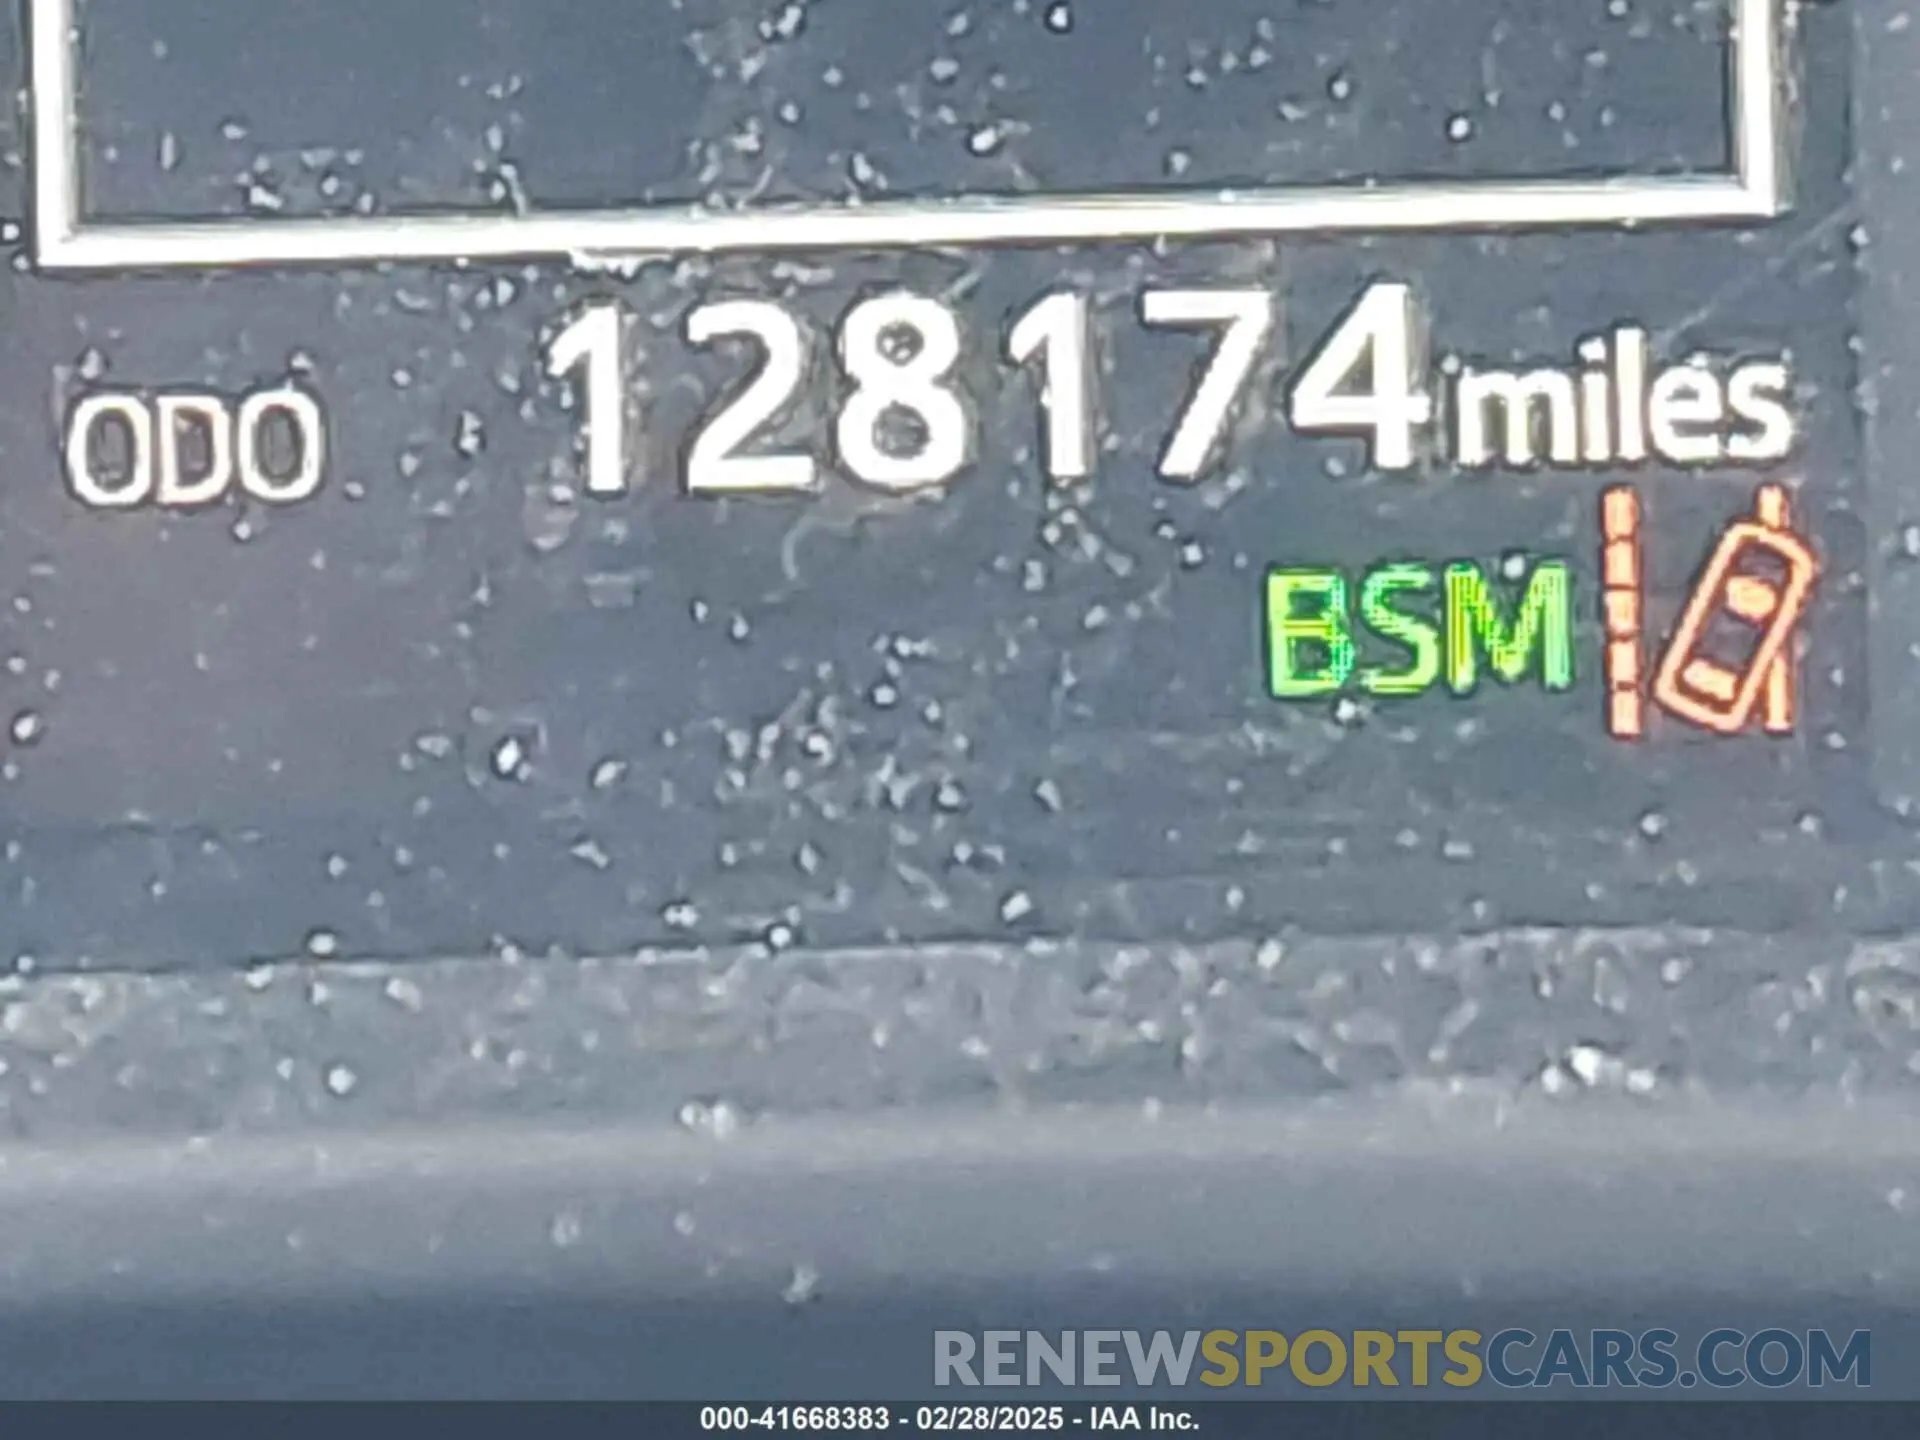 ODO 128174 miles
BSM
RENEWSPORTSCARS.COM
000-41668383 - 02/28/2025 - IAA Inc.